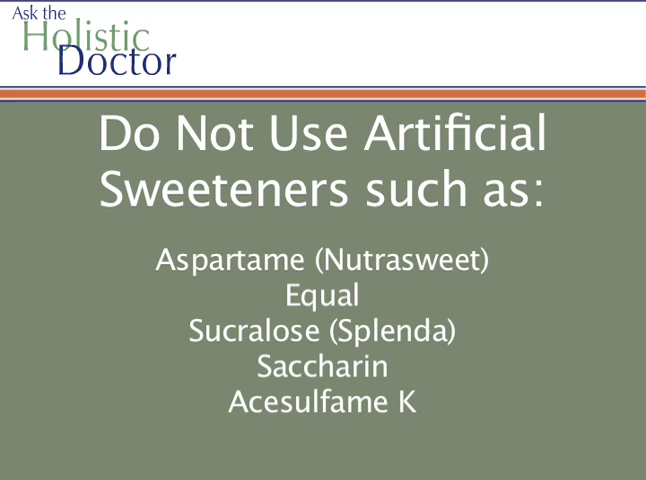 Ask the
Holistic
Doctor
Do Not Use Artificial
Sweeteners such as:
Aspartame (Nutrasweet)
Equal
Sucralose (Splenda)
Saccharin
Acesulfame K